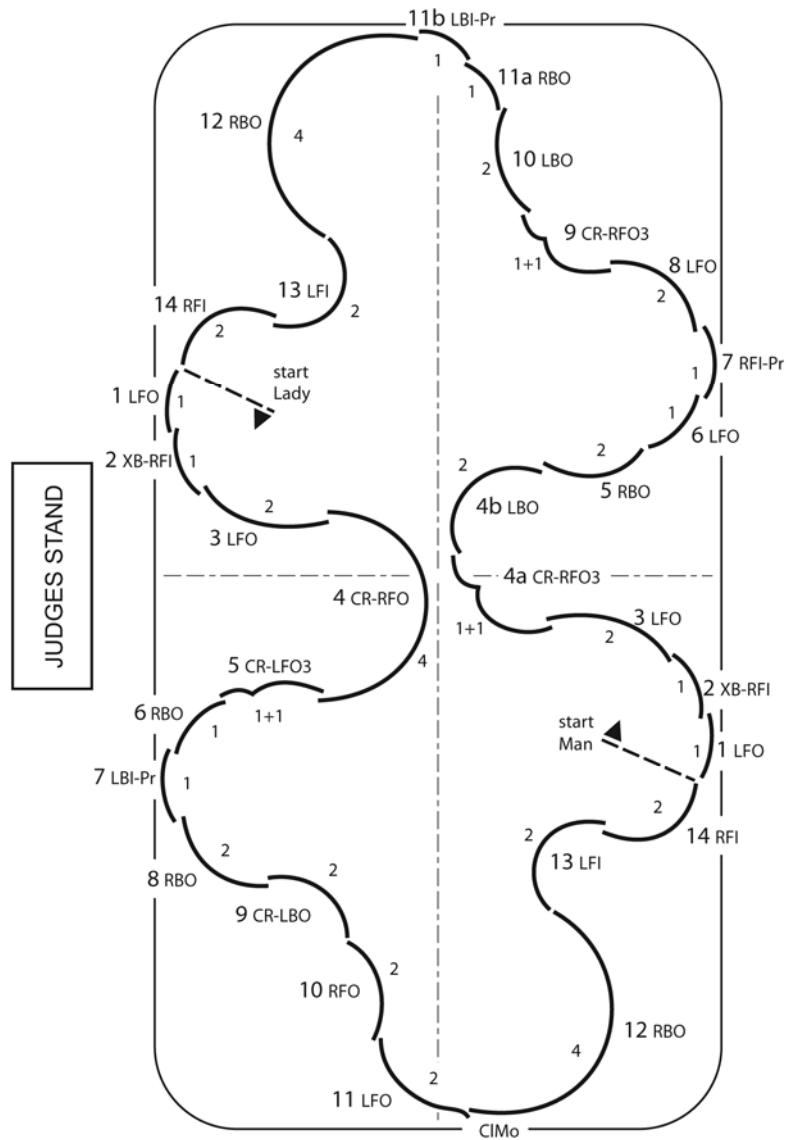 11b LBI-Pr
1
11a RBO
1
12 RBO
4
10 LBO
2
9 CR-RFO3
1+1
8 LFO
2
13 LFI
2
14 RFI
2
7 RFI-Pr
1
start
Lady
1 LFO
1
6 LFO
1
2 XB-RFI
1
5 RBO
2
4b LBO
2
3 LFO
2
JUDGES STAND
4a CR-RFO3
1+1
4 CR-RFO
4
3 LFO
2
5 CR-LFO3
1+1
2 XB-RFI
1
6 RBO
1
start
Man
1 LFO
1
7 LBI-Pr
1
14 RFI
2
13 LFI
2
8 RBO
2
9 CR-LBO
2
10 RFO
2
12 RBO
4
11 LFO
2
ClMo